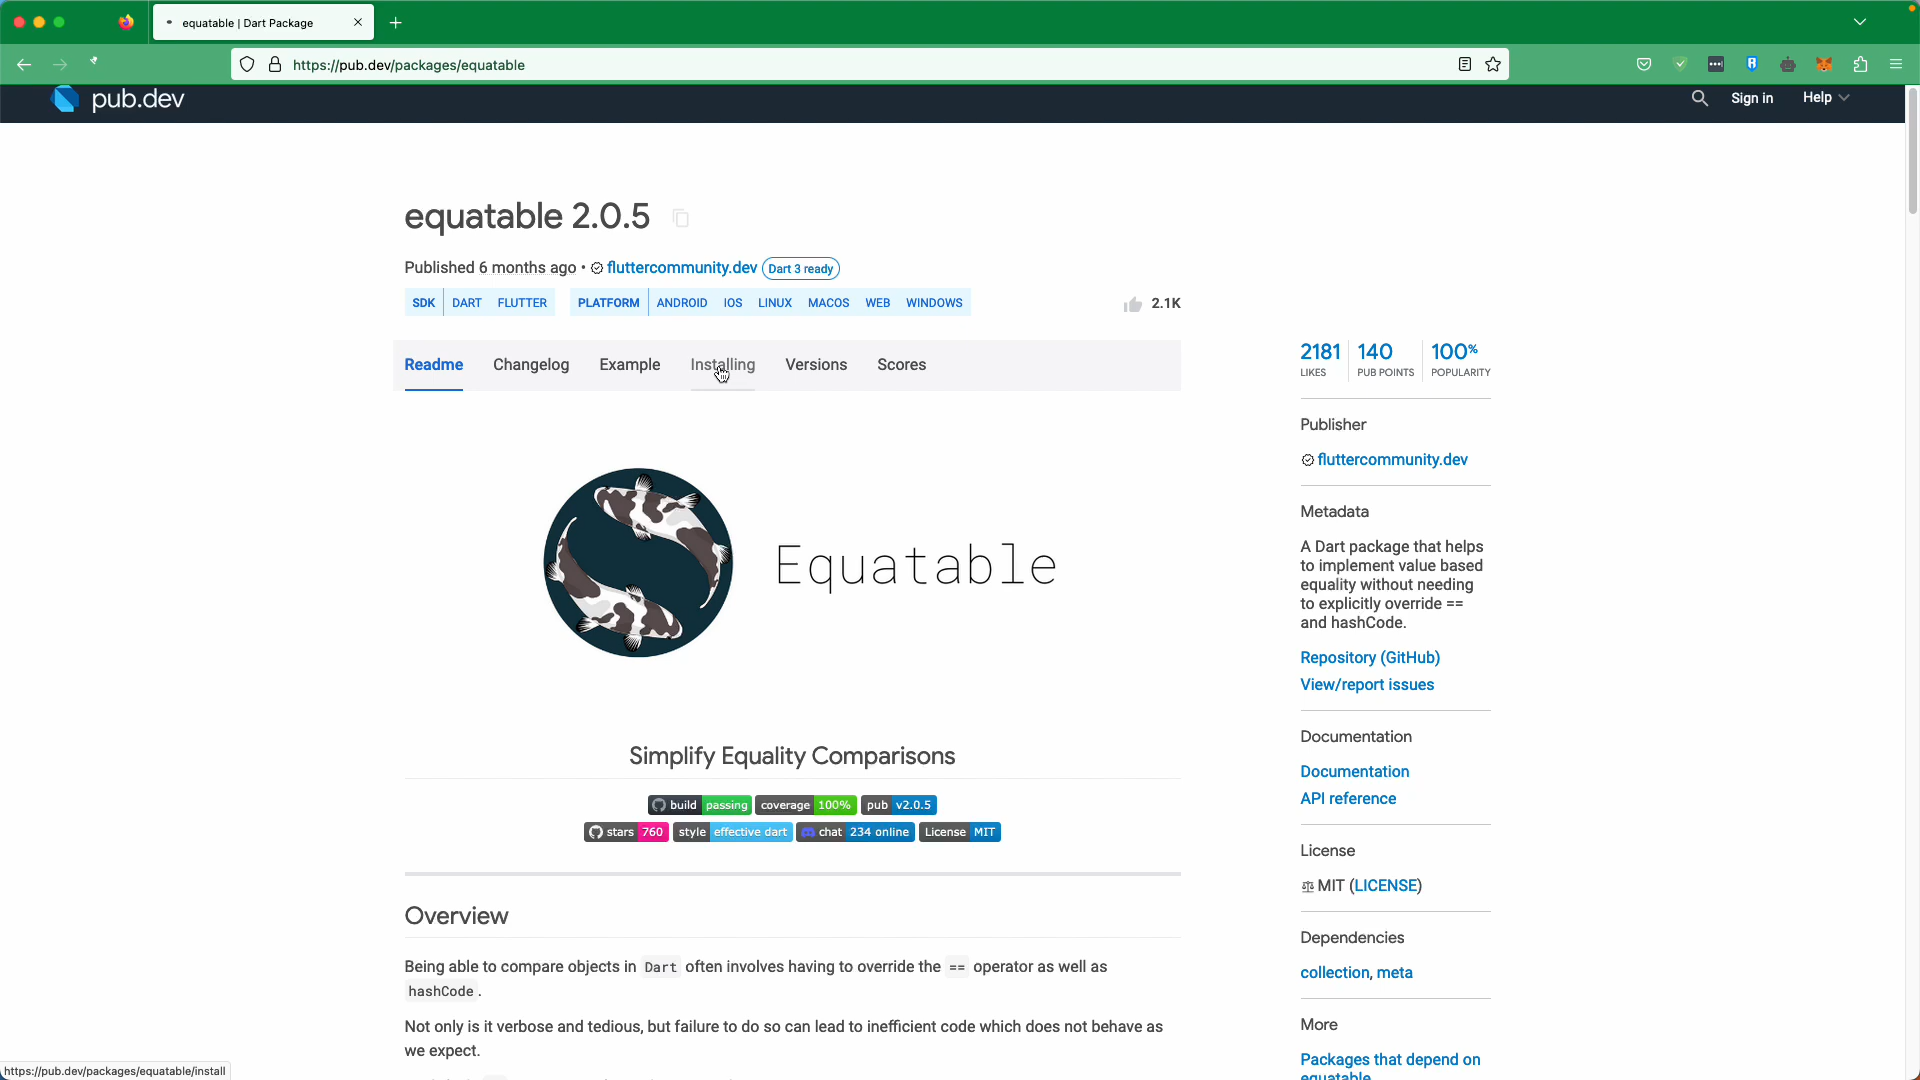 equatable | Dart Package
https://pub.dev/packages/equatable
pub.dev
Sign in
Help
equatable 2.0.5
Published 6 months ago • fluttercommunity.dev Dart 3 ready
SDK DART FLUTTER PLATFORM ANDROID IOS LINUX MACOS WEB WINDOWS
2.1K
Readme Changelog Example Installing Versions Scores
2181 140 100%
LIKES PUB POINTS POPULARITY
Publisher
fluttercommunity.dev
Metadata
A Dart package that helps
to implement value based
equality without needing
to explicitly override ==
and hashCode.
Repository (GitHub)
View/report issues
Documentation
Documentation
API reference
License
MIT (LICENSE)
Dependencies
collection, meta
More
Packages that depend on
equatable
Equatable
Simplify Equality Comparisons
build passing coverage 100% pub v2.0.5
stars 760 style effective dart chat 234 online License MIT
Overview
Being able to compare objects in Dart often involves having to override the == operator as well as
hashCode.
Not only is it verbose and tedious, but failure to do so can lead to inefficient code which does not behave as
we expect.
https://pub.dev/packages/equatable/install